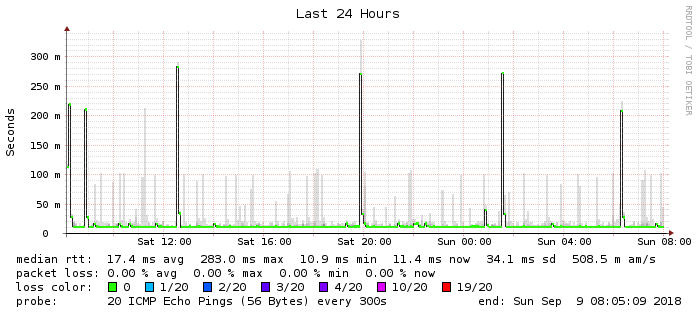 Last 24 Hours
RRDTOOL / TOBI OETIKER
Seconds
300 m
250 m
200 m
150 m
100 m
50 m
0
Sat 12:00 Sat 16:00 Sat 20:00 Sun 00:00 Sun 04:00 Sun 08:00
median rtt: 17.4 ms avg 283.0 ms max 10.9 ms min 11.4 ms now 34.1 ms sd 508.5 m am/s
packet loss: 0.00 % avg 0.00 % max 0.00 % min 0.00 % now
loss color: 0 1/20 2/20 3/20 4/20 10/20 19/20
probe: 20 ICMP Echo Pings (56 Bytes) every 300s end: Sun Sep 9 08:05:09 2018